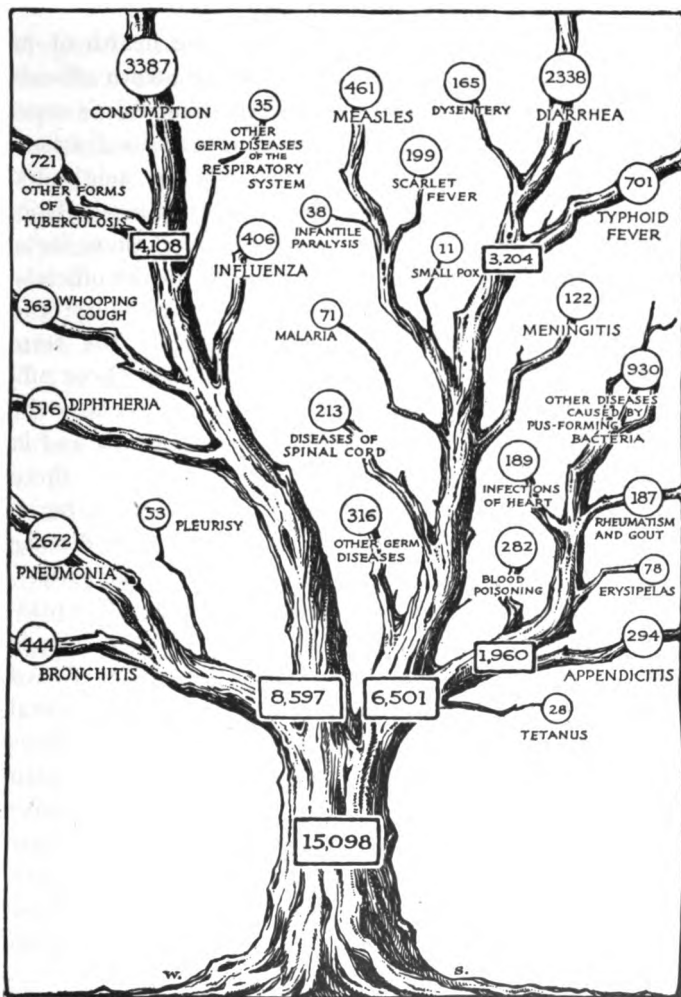 3387
CONSUMPTION
35
OTHER
GERM DISEASES
OF THE
RESPIRATORY
SYSTEM
721
OTHER FORMS
OF
TUBERCULOSIS
4,108
406
INFLUENZA
363
WHOOPING
COUGH
516
DIPHTHERIA
53
PLEURISY
2672
PNEUMONIA
444
BRONCHITIS
8,597
461
MEASLES
165
DYSENTERY
2338
DIARRHEA
199
SCARLET
FEVER
38
INFANTILE
PARALYSIS
11
SMALL POX
3,204
701
TYPHOID
FEVER
71
MALARIA
122
MENINGITIS
213
DISEASES OF
SPINAL CORD
930
OTHER DISEASES
CAUSED BY
PUS-FORMING
BACTERIA
189
INFECTIONS
OF HEART
187
RHEUMATISM
AND GOUT
316
OTHER GERM
DISEASES
282
BLOOD
POISONING
78
ERYSIPELAS
1,960
294
APPENDICITIS
6,501
28
TETANUS
15,098
W. S.